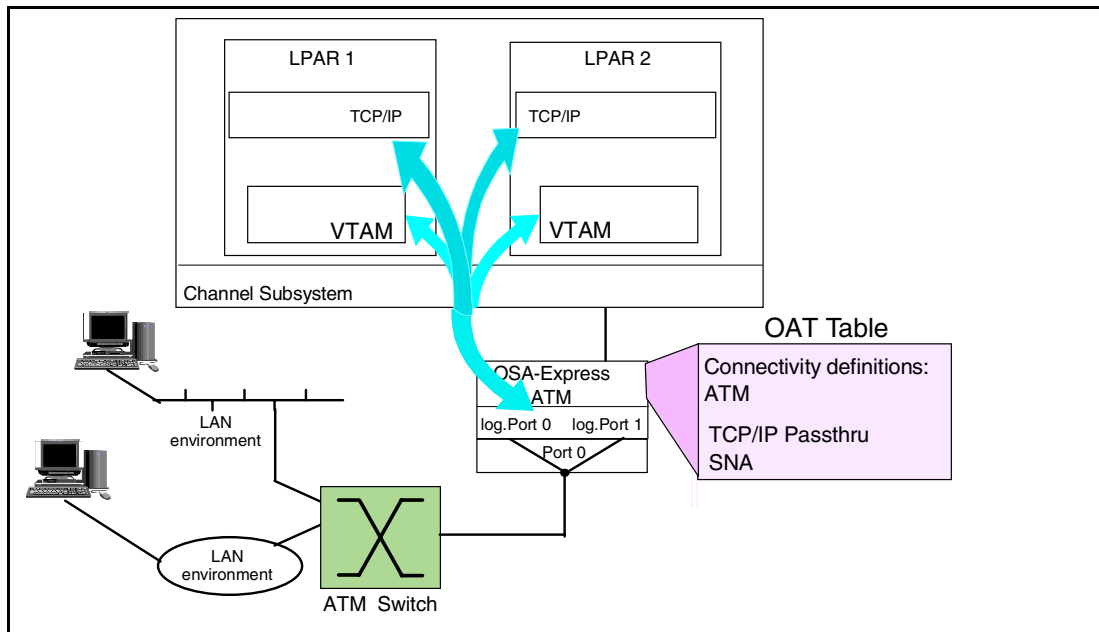 LPAR 1
LPAR 2
TCP/IP
TCP/IP
VTAM
VTAM
Channel Subsystem
OAT Table
OSA-Express
ATM
log.Port 0
log.Port 1
Port 0
Connectivity definitions:
ATM
TCP/IP Passthru
SNA
LAN
environment
LAN
environment
ATM Switch